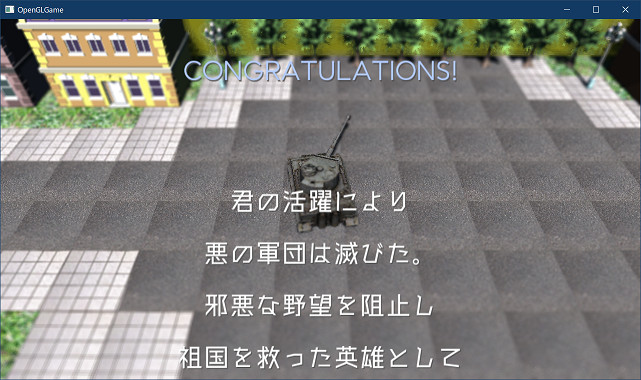 OpenGLGame
CONGRATULATIONS!
君の活躍により
悪の軍団は滅びた。
邪悪な野望を阻止し
祖国を救った英雄として